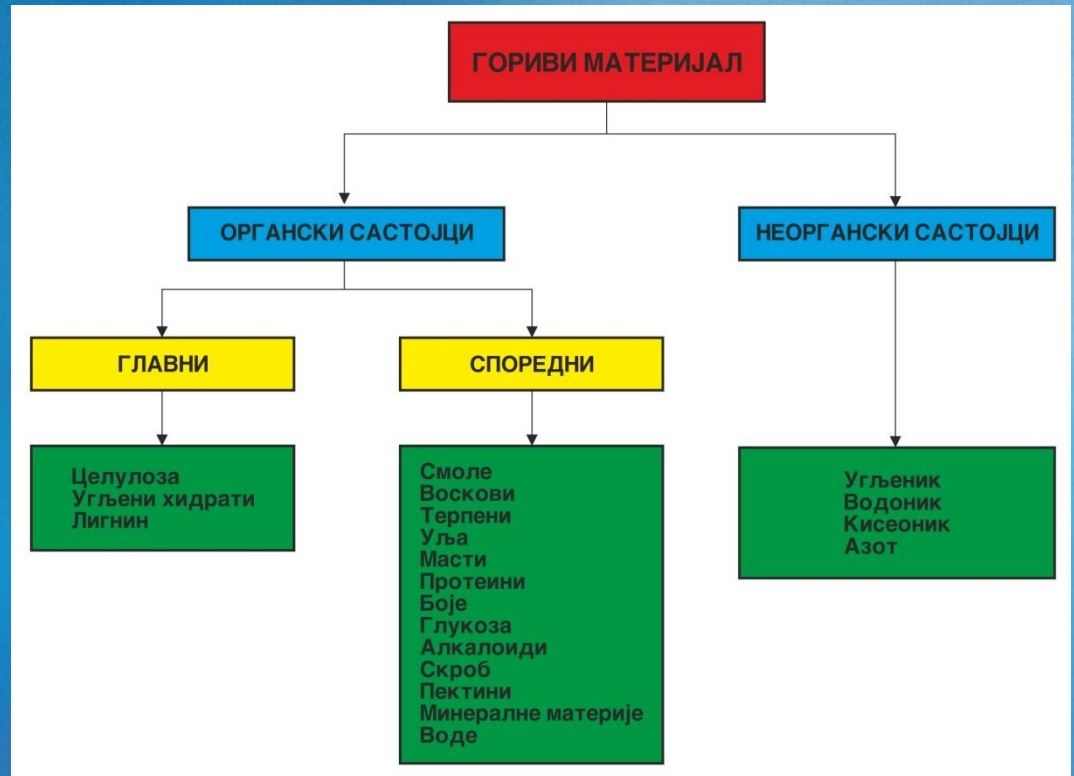 ГОРИВИ МАТЕРИЈАЛ
ОРГАНСКИ САСТОЈЦИ
НЕОРГАНСКИ САСТОЈЦИ
ГЛАВНИ
СПОРЕДНИ
Целулоза
Угљени хидрати
Лигнин
Смоле
Воскови
Терпени
Уља
Масти
Протеини
Боје
Глукоза
Алкалоиди
Скроб
Пектини
Минералне материје
Воде
Угљеник
Водоник
Кисеоник
Азот